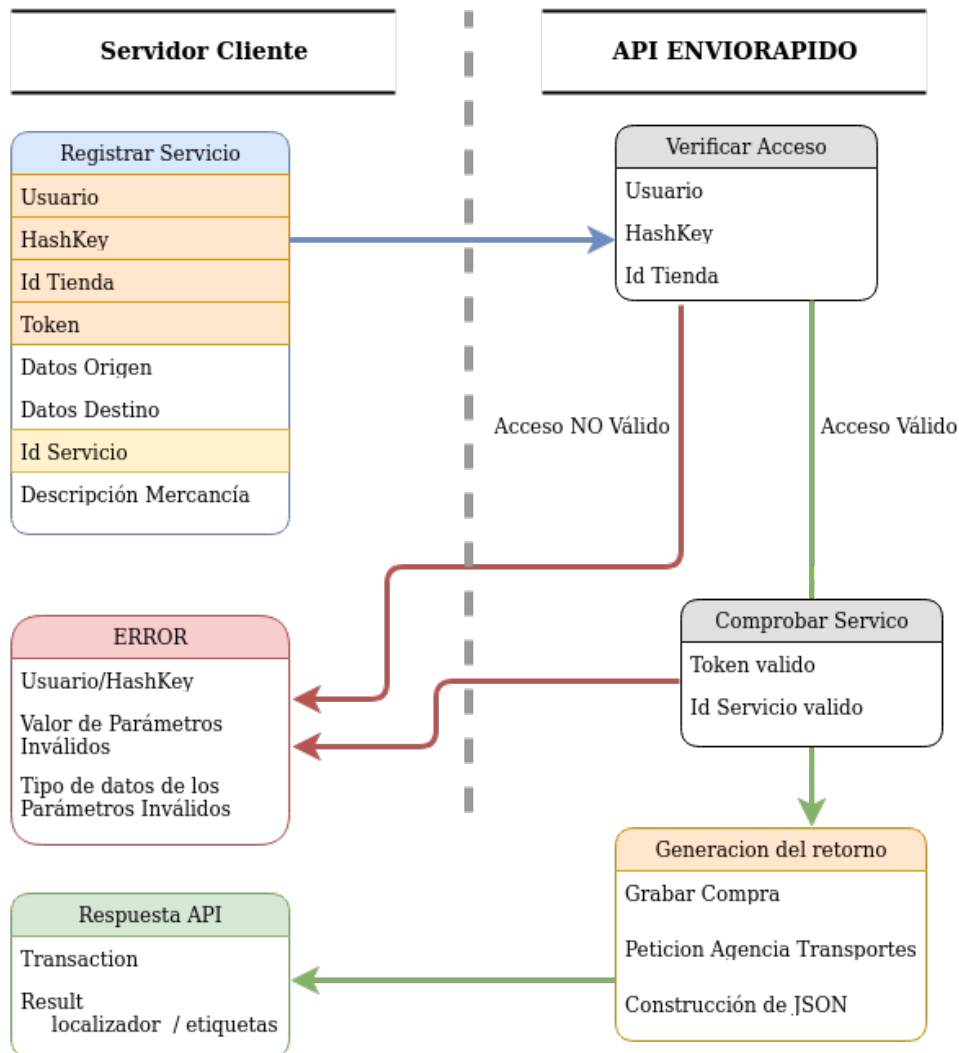 Servidor Cliente
API ENVIORAPIDO
Registrar Servicio
Usuario
HashKey
Id Tienda
Token
Datos Origen
Datos Destino
Id Servicio
Descripción Mercancía
Verificar Acceso
Usuario
HashKey
Id Tienda
Acceso NO Válido
Acceso Válido
ERROR
Usuario/HashKey
Valor de Parámetros
Inválidos
Tipo de datos de los
Parámetros Inválidos
Comprobar Servico
Token valido
Id Servicio valido
Generacion del retorno
Grabar Compra
Peticion Agencia Transportes
Construcción de JSON
Respuesta API
Transaction
Result
localizador / etiquetas